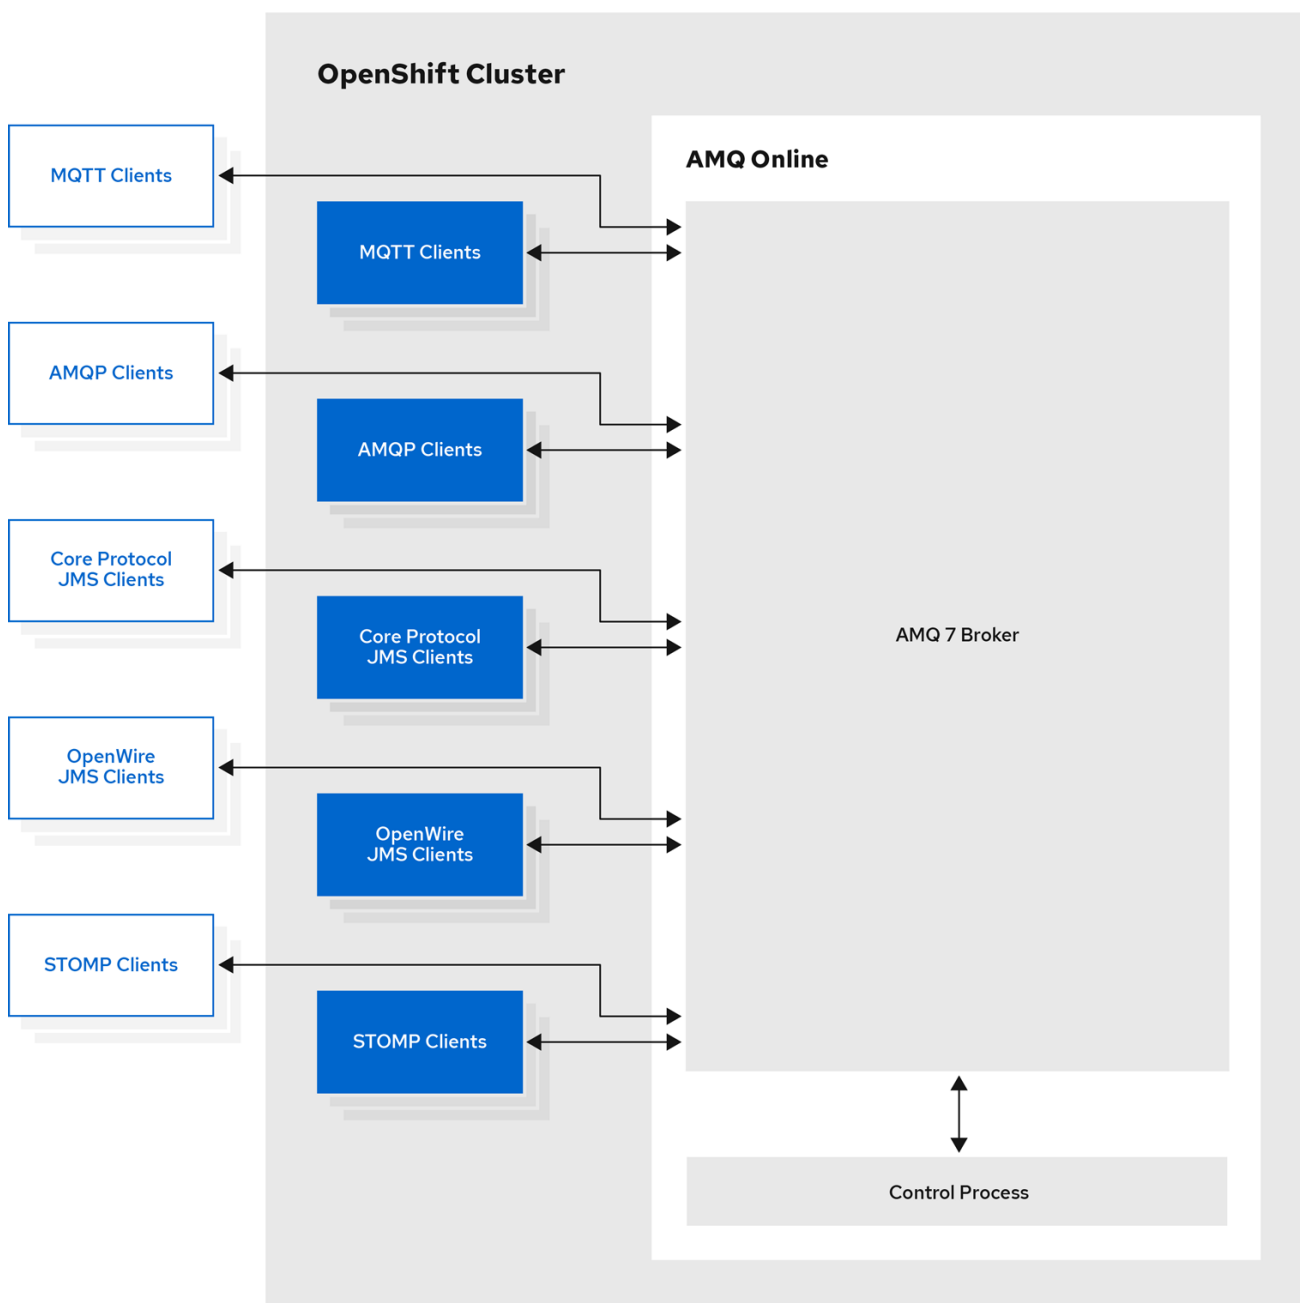 OpenShift Cluster
AMQ Online
MQTT Clients
MQTT Clients
AMQP Clients
AMQP Clients
Core Protocol
JMS Clients
Core Protocol
JMS Clients
AMQ 7 Broker
OpenWire
JMS Clients
OpenWire
JMS Clients
STOMP Clients
STOMP Clients
Control Process